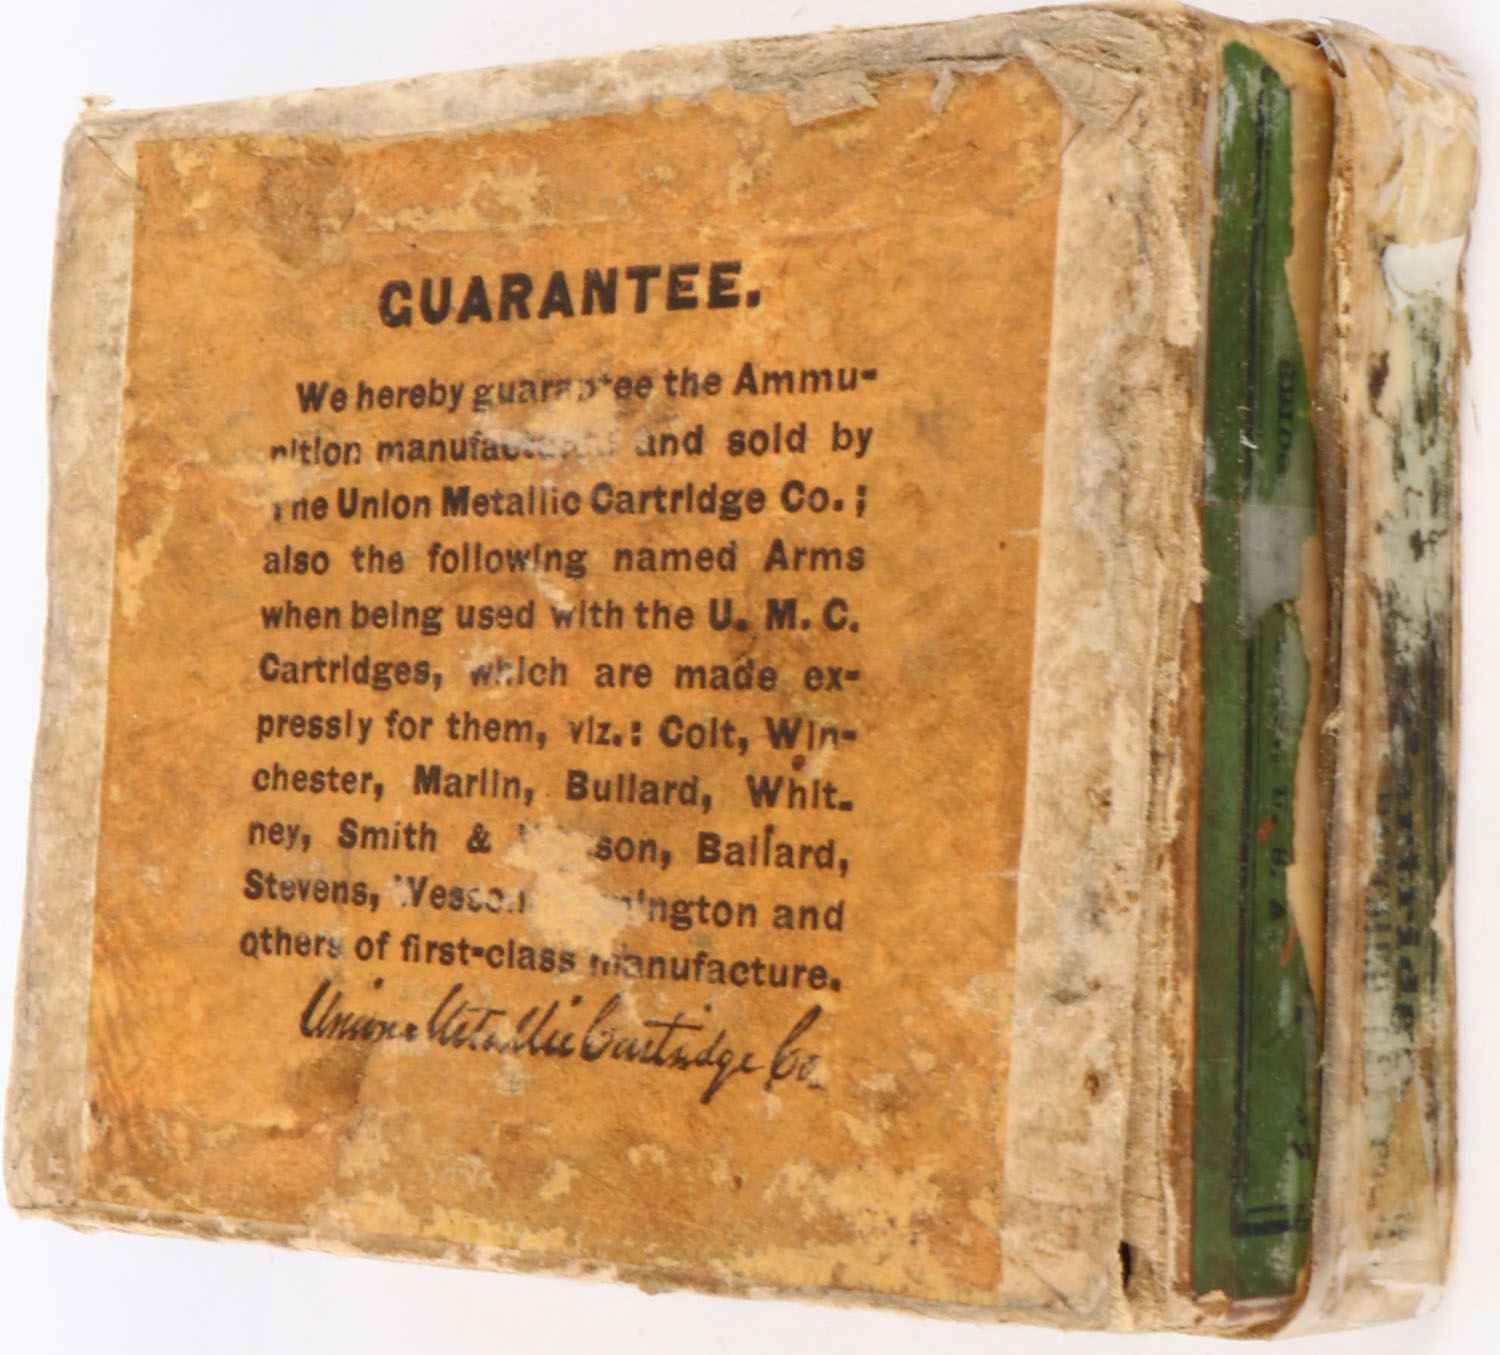 GUARANTEE.
We hereby guarantee the Ammu-
nition manufactured and sold by
The Union Metallic Cartridge Co.;
also the following named Arms
when being used with the U. M. C.
Cartridges, which are made ex-
pressly for them, viz.: Colt, Win-
chester, Marlin, Bullard, Whit-
ney, Smith & Wesson, Ballard,
Stevens, Wesson, Remington and
others of first-class manufacture.
Union Metallic Cartridge Co.